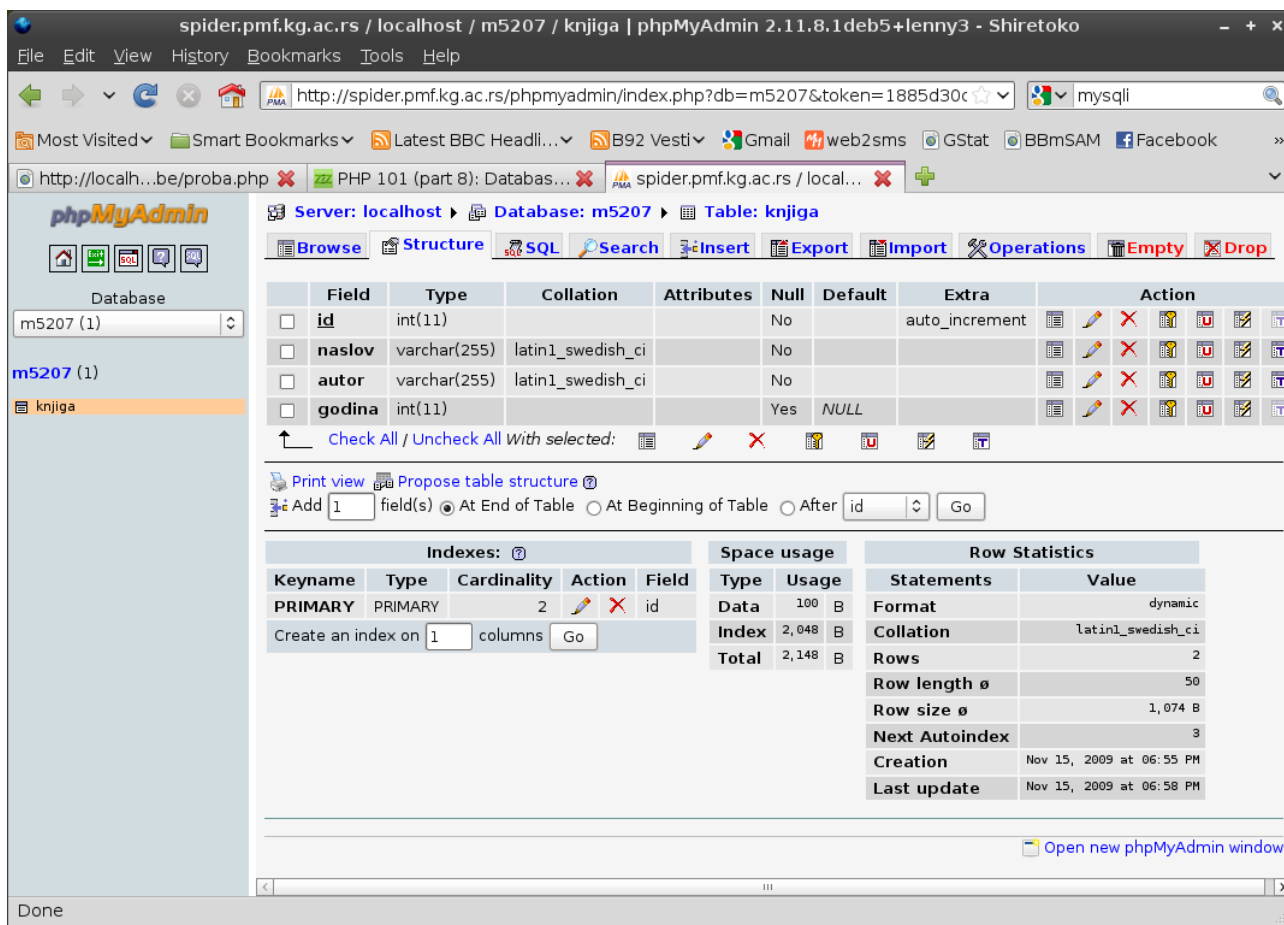 spider.pmf.kg.ac.rs / localhost / m5207 / knjiga | phpMyAdmin 2.11.8.1deb5+lenny3 - Shiretoko
File Edit View History Bookmarks Tools Help
http://spider.pmf.kg.ac.rs/phpmyadmin/index.php?db=m5207&token=1885d30c mysqli
Most Visited Smart Bookmarks Latest BBC Headli... B92 Vesti Gmail web2sms GStat BBmSAM Facebook »
http://localh...be/proba.php PHP 101 (part 8): Databas... spider.pmf.kg.ac.rs / local...
phpMyAdmin
Database
m5207 (1)
m5207 (1)
knjiga
Server: localhost Database: m5207 Table: knjiga
Browse Structure SQL Search Insert Export Import Operations Empty Drop
Field Type Collation Attributes Null Default Extra Action
id int(11) No auto_increment
naslov varchar(255) latin1_swedish_ci No
autor varchar(255) latin1_swedish_ci No
godina int(11) Yes NULL
Check All / Uncheck All With selected:
Print view Propose table structure
Add 1 field(s) At End of Table At Beginning of Table After id Go
Indexes:
Keyname Type Cardinality Action Field
PRIMARY PRIMARY 2 id
Create an index on 1 columns Go
Space usage
Type Usage
Data 100 B
Index 2,048 B
Total 2,148 B
Row Statistics
Statements Value
Format dynamic
Collation latin1_swedish_ci
Rows 2
Row length ø 50
Row size ø 1,074 B
Next Autoindex 3
Creation Nov 15, 2009 at 06:55 PM
Last update Nov 15, 2009 at 06:58 PM
Open new phpMyAdmin window
Done